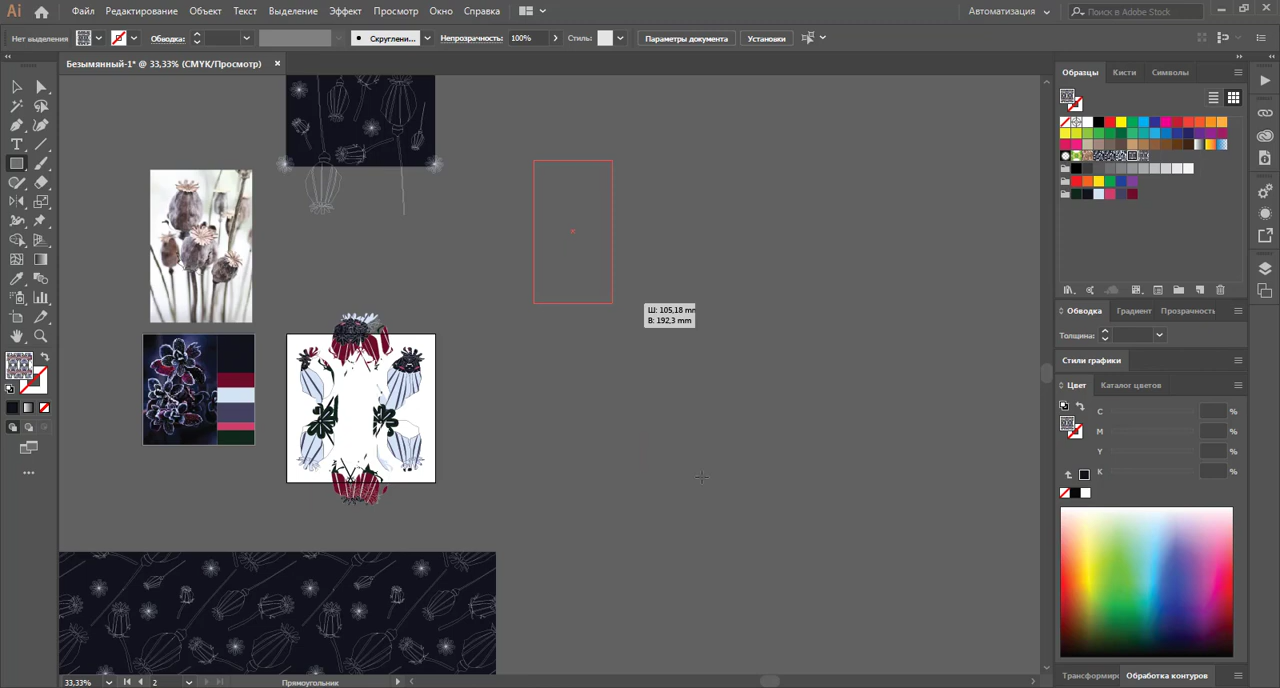 Ai Файл Редактирование Объект Текст Выделение Эффект Просмотр Окно Справка Автоматизация Поиск в Adobe Stock
Нет выделения Обводка: Скруглени... Непрозрачность: 100% Стиль: Параметры документа Установки
Безымянный-1* @ 33,33% (CMYK/Просмотр)
Образцы Кисти Символы
Ш: 105,18 mm
В: 192,3 mm
Обводка Градиент Прозрачность
Толщина:
Стили графики
Цвет Каталог цветов
C %
M %
Y %
K %
33,33% 2 Прямоугольник
Трансформир Обработка контуров